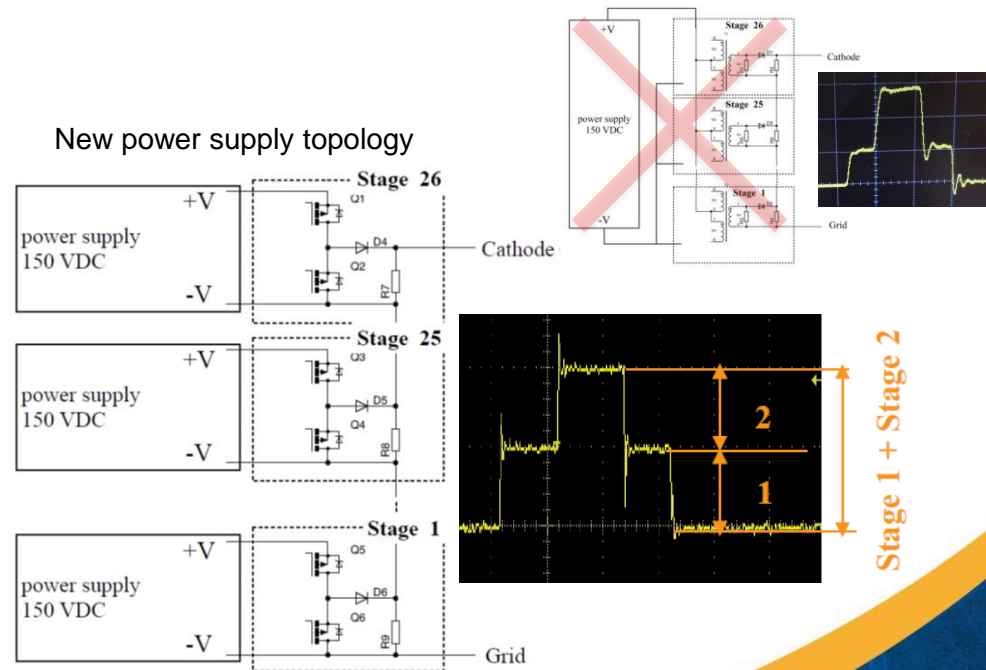 New power supply topology
Stage 26
+V
Q1
power supply
150 VDC
D4
Cathode
Q2
R7
-V
Stage 25
+V
Q3
power supply
150 VDC
D5
Q4
R8
-V
Stage 1
+V
Q5
power supply
150 VDC
D6
Q6
R9
-V
Grid
+V
Stage 26
Cathode
Stage 25
power supply
150 VDC
Stage 1
-V
Grid
2
1
Stage 1 + Stage 2